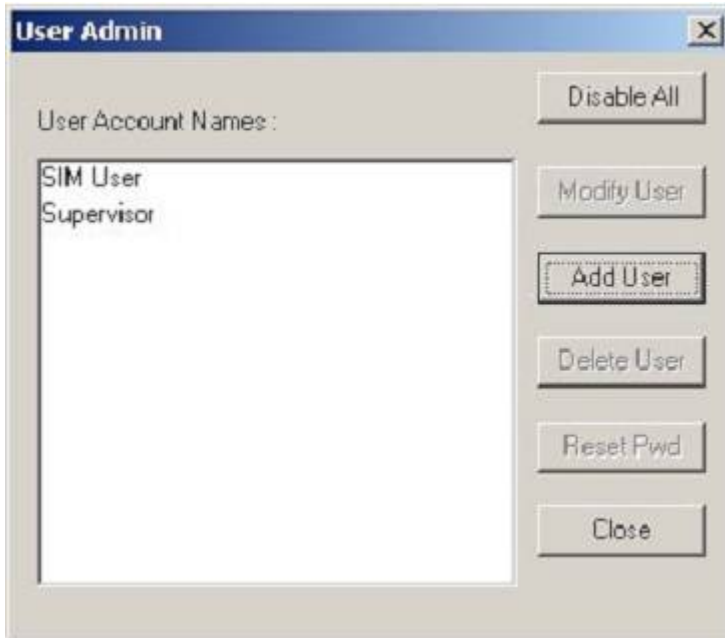 User Admin
Disable All
User Account Names :
SIM User
Supervisor
Modify User
Add User
Delete User
Reset Pwd
Close